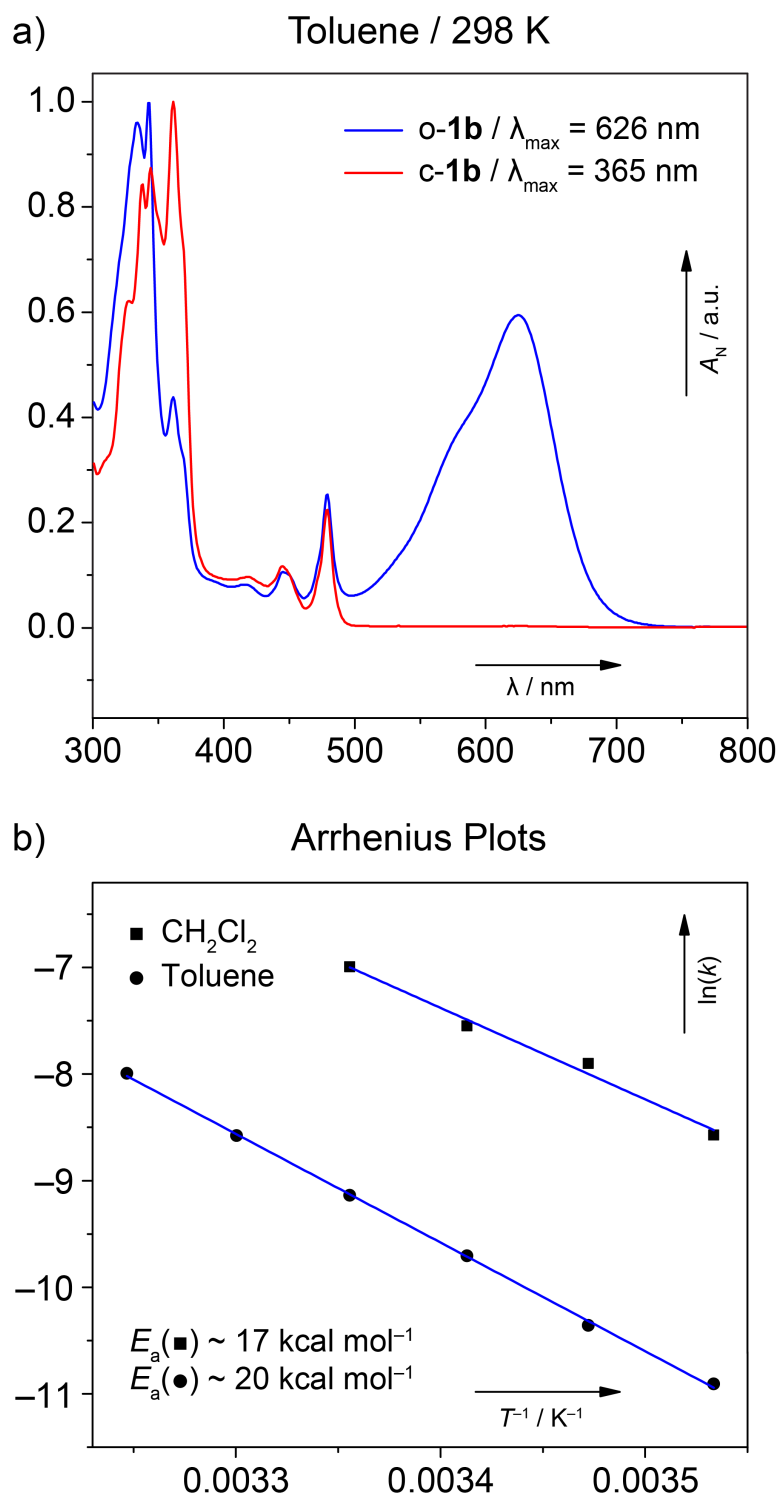 a) Toluene / 298 K
o-1b / λmax = 626 nm
c-1b / λmax = 365 nm
1.0
0.8
0.6
0.4
0.2
0.0
AN / a.u.
λ / nm
300 400 500 600 700 800
b) Arrhenius Plots
■ CH2Cl2
● Toluene
ln(k)
−7
−8
−9
−10
−11
Ea(■) ~ 17 kcal mol−1
Ea(●) ~ 20 kcal mol−1
T−1 / K−1
0.0033 0.0034 0.0035